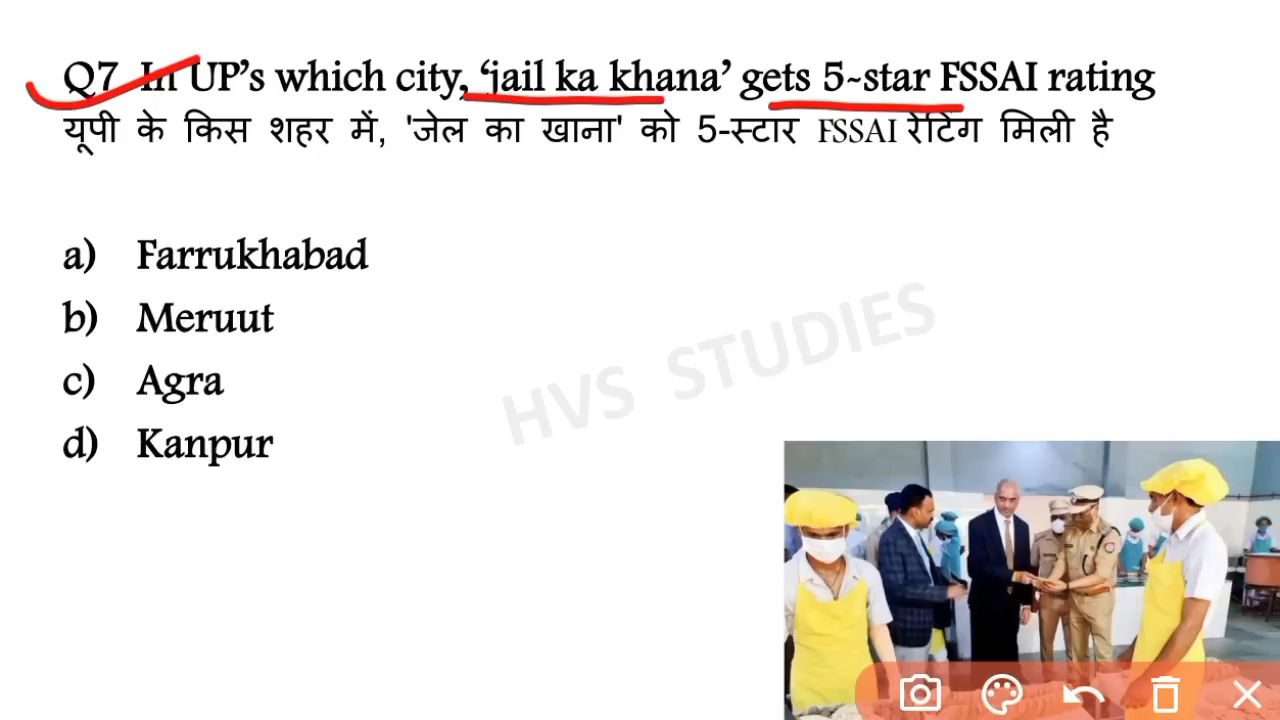 Q7 In UP's which city, 'jail ka khana' gets 5-star FSSAI rating
यूपी के किस शहर में, 'जेल का खाना' को 5-स्टार FSSAI रेटिंग मिली है
a) Farrukhabad
b) Meruut
c) Agra
d) Kanpur
HVS STUDIES